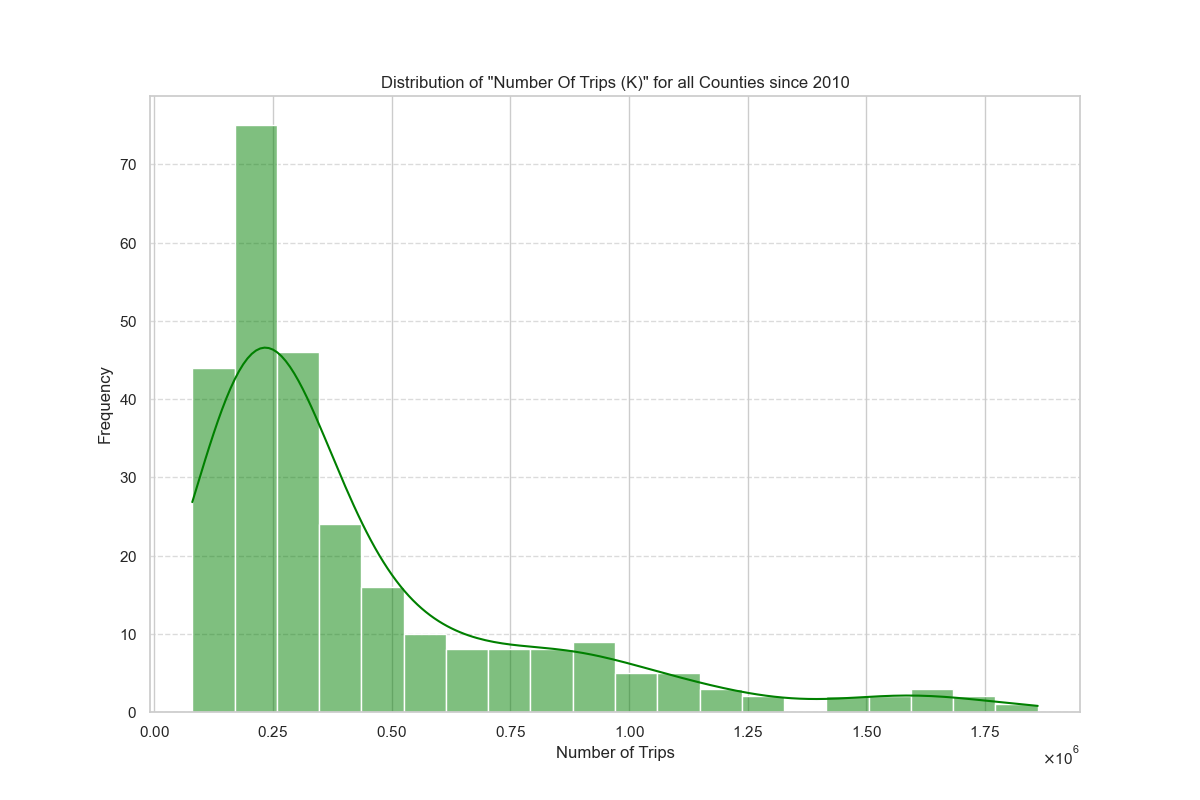 Distribution of "Number Of Trips (K)" for all Counties since 2010
70
60
50
40
30
20
10
0
Frequency
0.00 0.25 0.50 0.75 1.00 1.25 1.50 1.75
Number of Trips
×10⁶